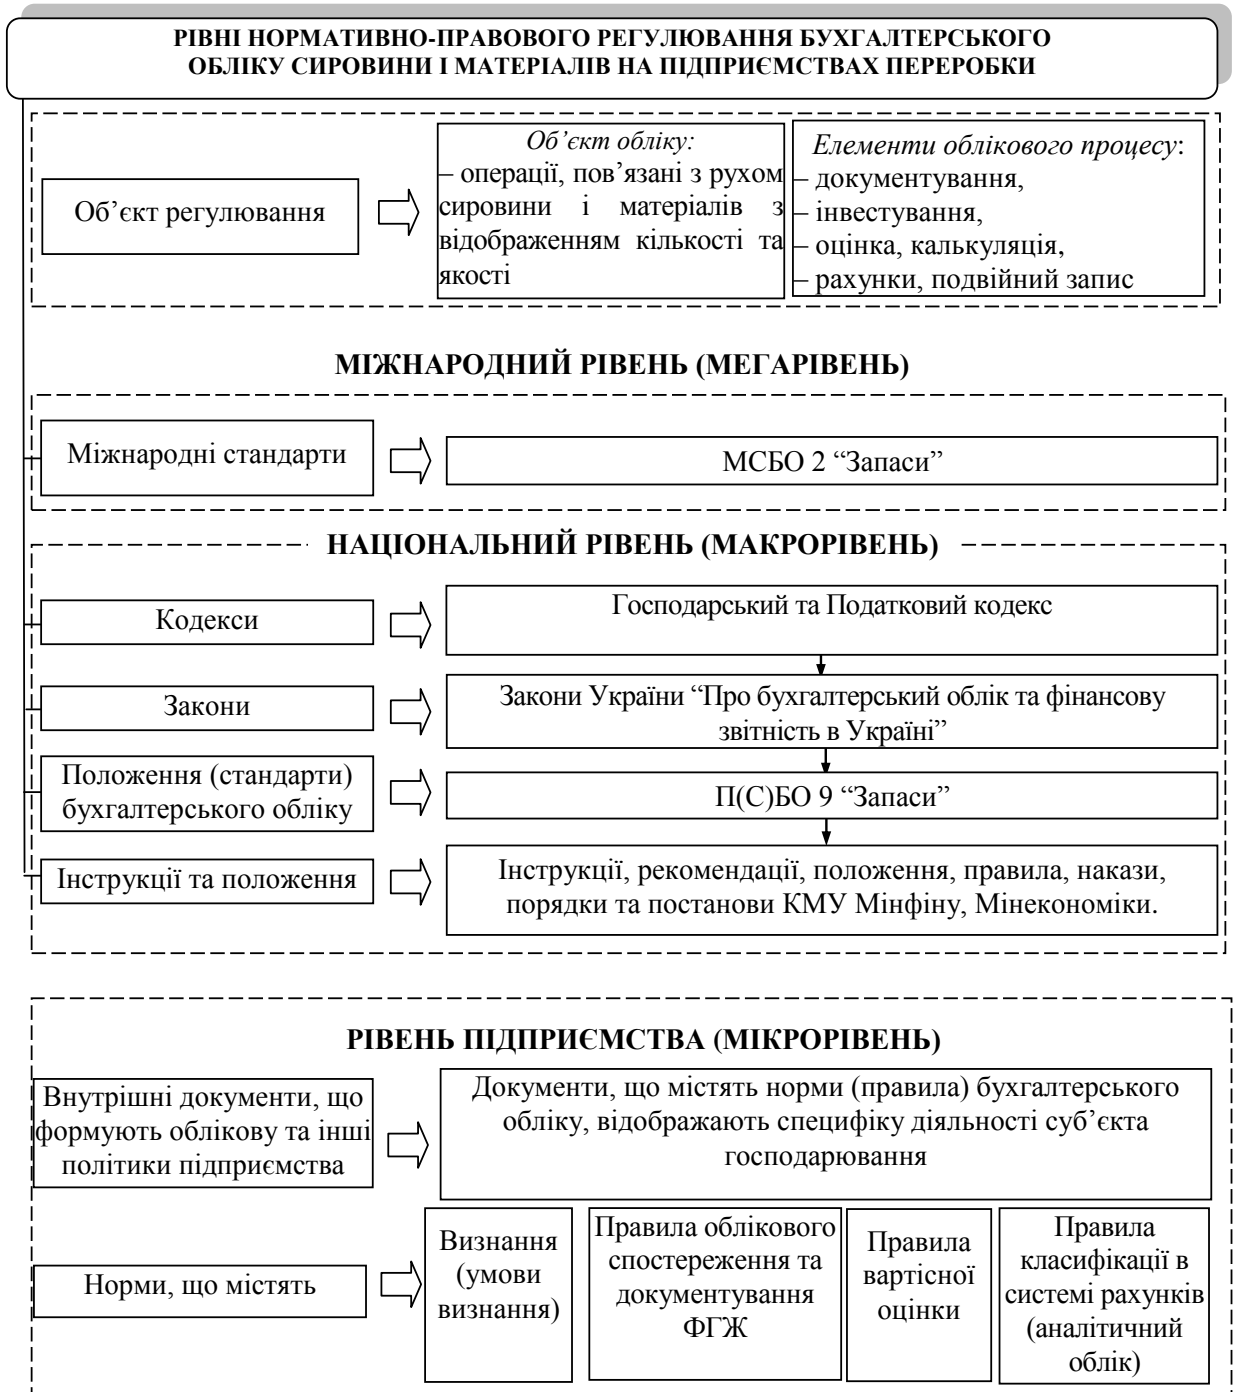 РІВНІ НОРМАТИВНО-ПРАВОВОГО РЕГУЛЮВАННЯ БУХГАЛТЕРСЬКОГО
ОБЛІКУ СИРОВИНИ І МАТЕРІАЛІВ НА ПІДПРИЄМСТВАХ ПЕРЕРОБКИ
Об’єкт регулювання
Об’єкт обліку:
– операції, пов’язані з рухом
сировини і матеріалів з
відображенням кількості та
якості
Елементи облікового процесу:
– документування,
– інвестування,
– оцінка, калькуляція,
– рахунки, подвійний запис
МІЖНАРОДНИЙ РІВЕНЬ (МЕГАРІВЕНЬ)
Міжнародні стандарти
МСБО 2 “Запаси”
НАЦІОНАЛЬНИЙ РІВЕНЬ (МАКРОРІВЕНЬ)
Кодекси
Господарський та Податковий кодекс
Закони
Закони України “Про бухгалтерський облік та фінансову
звітність в Україні”
Положення (стандарти)
бухгалтерського обліку
П(С)БО 9 “Запаси”
Інструкції та положення
Інструкції, рекомендації, положення, правила, накази,
порядки та постанови КМУ Мінфіну, Мінекономіки.
РІВЕНЬ ПІДПРИЄМСТВА (МІКРОРІВЕНЬ)
Внутрішні документи, що
формують облікову та інші
політики підприємства
Документи, що містять норми (правила) бухгалтерського
обліку, відображають специфіку діяльності суб’єкта
господарювання
Норми, що містять
Визнання
(умови
визнання)
Правила облікового
спостереження та
документування
ФГЖ
Правила
вартісної
оцінки
Правила
класифікації в
системі рахунків
(аналітичний
облік)